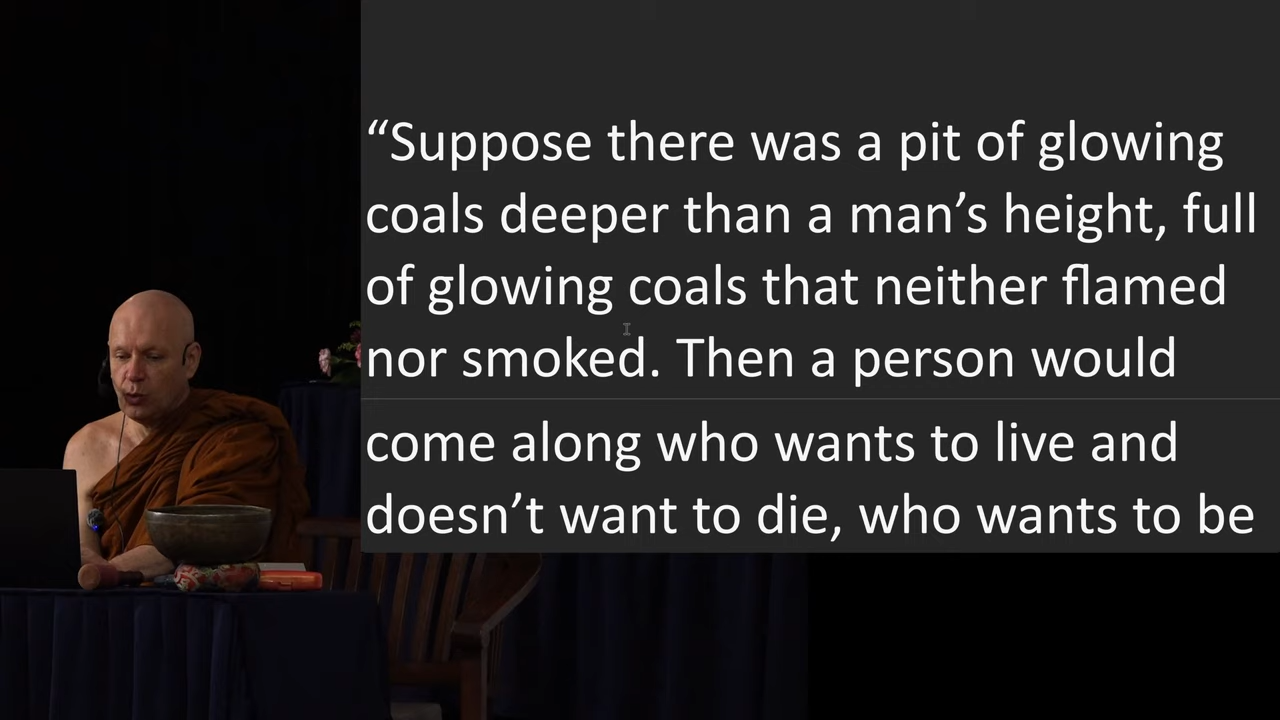 “Suppose there was a pit of glowing
coals deeper than a man’s height, full
of glowing coals that neither flamed
nor smoked. Then a person would
come along who wants to live and
doesn’t want to die, who wants to be